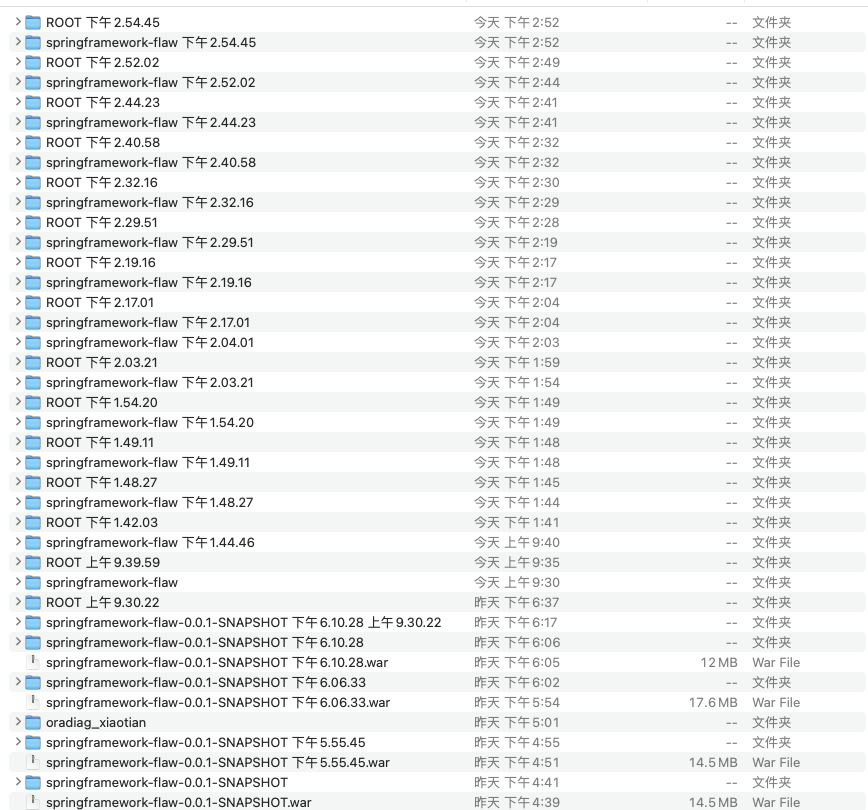 ROOT 下午2.54.45 今天 下午2:52 -- 文件夹
springframework-flaw 下午2.54.45 今天 下午2:52 -- 文件夹
ROOT 下午2.52.02 今天 下午2:49 -- 文件夹
springframework-flaw 下午2.52.02 今天 下午2:44 -- 文件夹
ROOT 下午2.44.23 今天 下午2:41 -- 文件夹
springframework-flaw 下午2.44.23 今天 下午2:41 -- 文件夹
ROOT 下午2.40.58 今天 下午2:32 -- 文件夹
springframework-flaw 下午2.40.58 今天 下午2:32 -- 文件夹
ROOT 下午2.32.16 今天 下午2:30 -- 文件夹
springframework-flaw 下午2.32.16 今天 下午2:29 -- 文件夹
ROOT 下午2.29.51 今天 下午2:28 -- 文件夹
springframework-flaw 下午2.29.51 今天 下午2:19 -- 文件夹
ROOT 下午2.19.16 今天 下午2:17 -- 文件夹
springframework-flaw 下午2.19.16 今天 下午2:17 -- 文件夹
ROOT 下午2.17.01 今天 下午2:04 -- 文件夹
springframework-flaw 下午2.17.01 今天 下午2:04 -- 文件夹
springframework-flaw 下午2.04.01 今天 下午2:03 -- 文件夹
ROOT 下午2.03.21 今天 下午1:59 -- 文件夹
springframework-flaw 下午2.03.21 今天 下午1:54 -- 文件夹
ROOT 下午1.54.20 今天 下午1:49 -- 文件夹
springframework-flaw 下午1.54.20 今天 下午1:49 -- 文件夹
ROOT 下午1.49.11 今天 下午1:48 -- 文件夹
springframework-flaw 下午1.49.11 今天 下午1:48 -- 文件夹
ROOT 下午1.48.27 今天 下午1:45 -- 文件夹
springframework-flaw 下午1.48.27 今天 下午1:44 -- 文件夹
ROOT 下午1.42.03 今天 下午1:41 -- 文件夹
springframework-flaw 下午1.44.46 今天 上午9:40 -- 文件夹
ROOT 上午9.39.59 今天 上午9:35 -- 文件夹
springframework-flaw 今天 上午9:30 -- 文件夹
ROOT 上午9.30.22 昨天 下午6:37 -- 文件夹
springframework-flaw-0.0.1-SNAPSHOT 下午6.10.28 上午9.30.22 昨天 下午6:17 -- 文件夹
springframework-flaw-0.0.1-SNAPSHOT 下午6.10.28 昨天 下午6:06 -- 文件夹
springframework-flaw-0.0.1-SNAPSHOT 下午6.10.28.war 昨天 下午6:05 12 MB War File
springframework-flaw-0.0.1-SNAPSHOT 下午6.06.33 昨天 下午6:02 -- 文件夹
springframework-flaw-0.0.1-SNAPSHOT 下午6.06.33.war 昨天 下午5:54 17.6 MB War File
oradiag_xiaotian 昨天 下午5:01 -- 文件夹
springframework-flaw-0.0.1-SNAPSHOT 下午5.55.45 昨天 下午4:55 -- 文件夹
springframework-flaw-0.0.1-SNAPSHOT 下午5.55.45.war 昨天 下午4:51 14.5 MB War File
springframework-flaw-0.0.1-SNAPSHOT 昨天 下午4:41 -- 文件夹
springframework-flaw-0.0.1-SNAPSHOT.war 昨天 下午4:39 14.5 MB War File